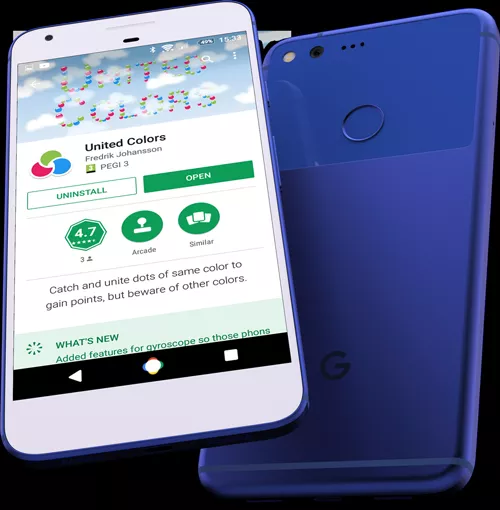 49% 15:33
UNITED
COLORS
United Colors
Fredrik Johansson
3 PEGI 3
UNINSTALL
OPEN
4.7
3
Arcade
Similar
Catch and unite dots of same color to
gain points, but beware of other colors.
WHAT'S NEW
Added features for gyroscope so those phons
G